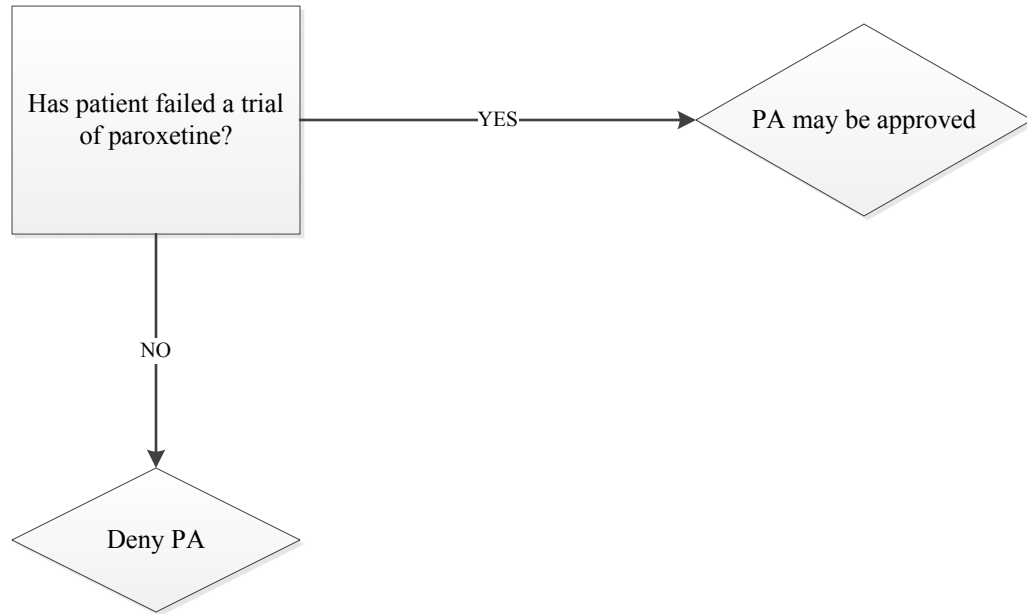 Has patient failed a trial
of paroxetine?
YES
PA may be approved
NO
Deny PA